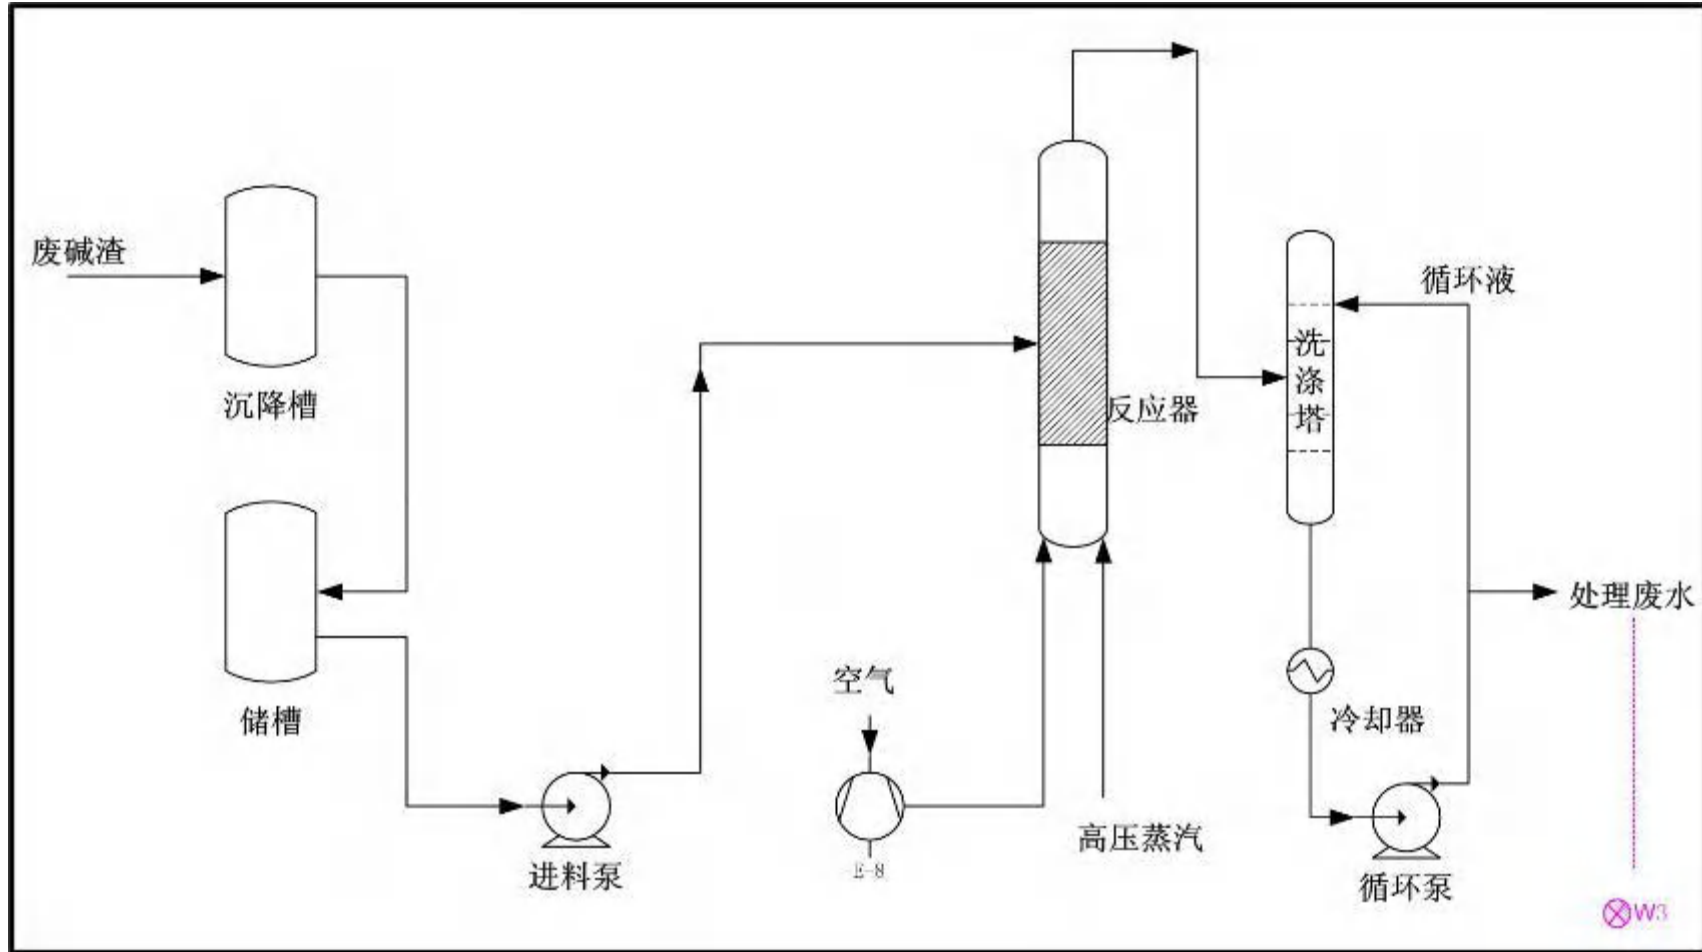 废碱渣
沉降槽
储槽
进料泵
空气
E-8
反应器
高压蒸汽
洗涤塔
循环液
冷却器
循环泵
处理废水
W3